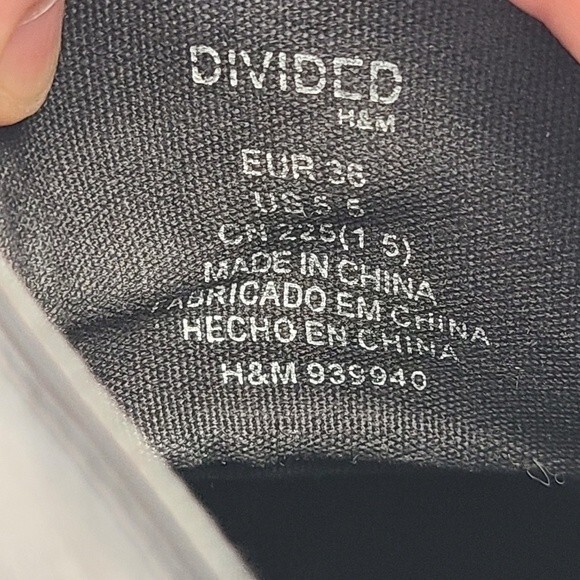 DIVIDED
H&M
EUR 36
US 5.5
CN 225(1.5)
MADE IN CHINA
FABRICADO EM CHINA
HECHO EN CHINA
H&M 939940